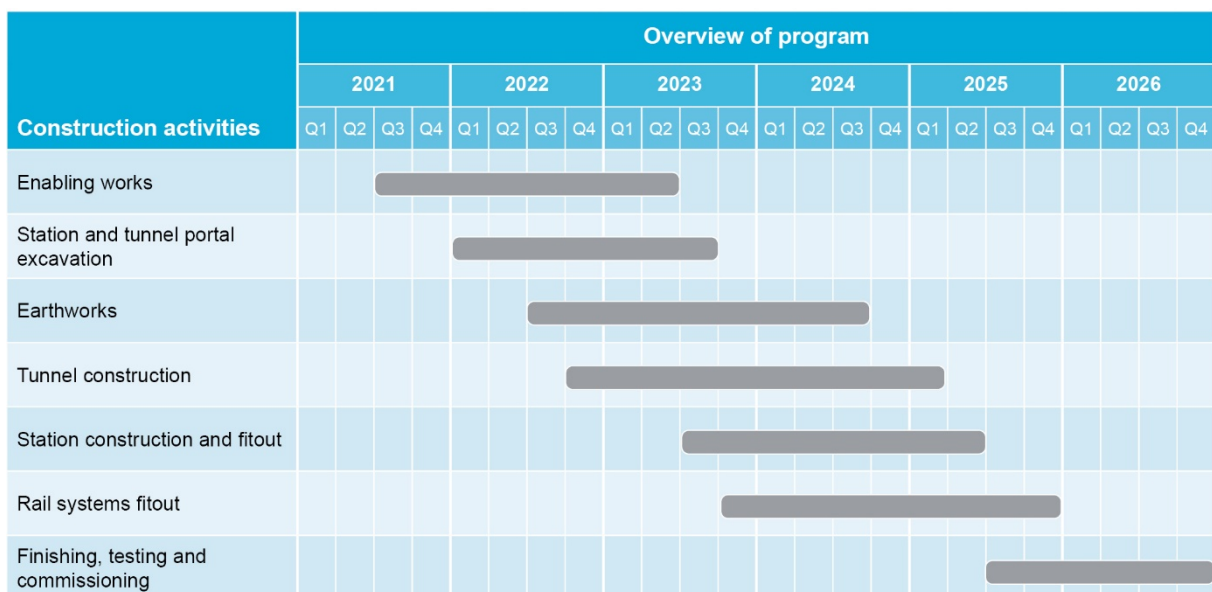 Overview of program
2021 2022 2023 2024 2025 2026
Construction activities Q1 Q2 Q3 Q4 Q1 Q2 Q3 Q4 Q1 Q2 Q3 Q4 Q1 Q2 Q3 Q4 Q1 Q2 Q3 Q4 Q1 Q2 Q3 Q4
Enabling works
Station and tunnel portal
excavation
Earthworks
Tunnel construction
Station construction and fitout
Rail systems fitout
Finishing, testing and
commissioning